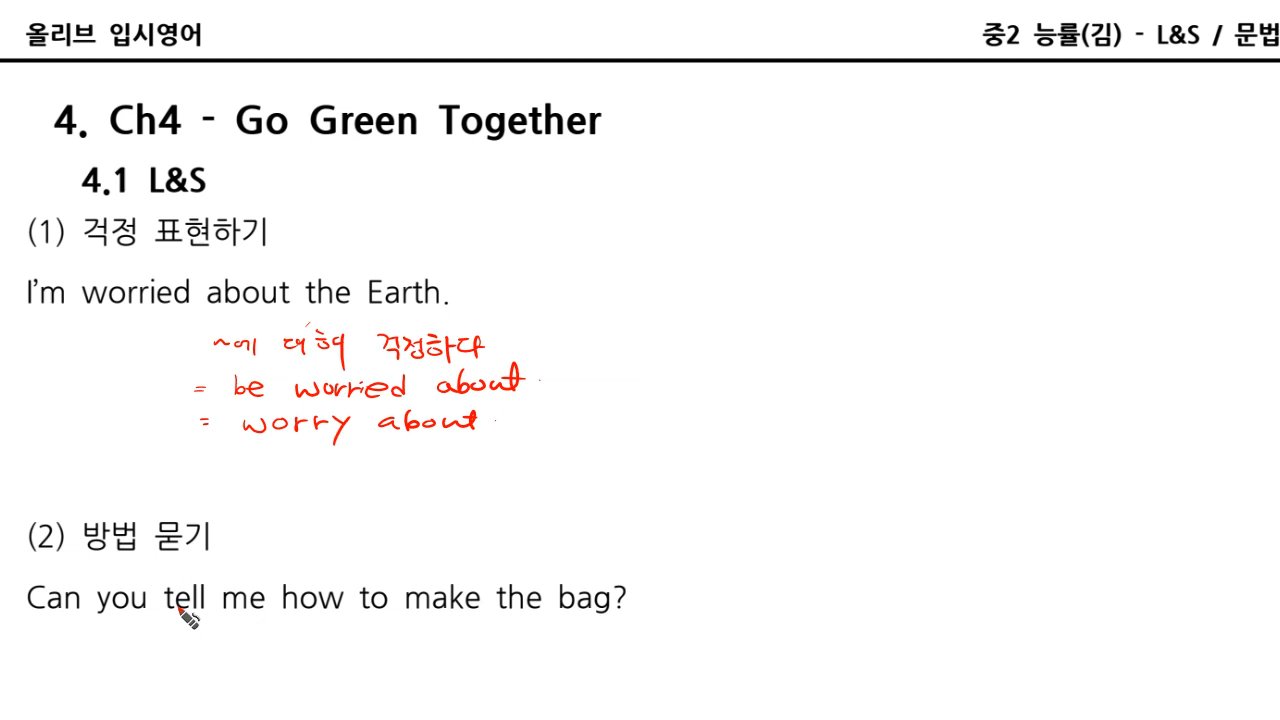 올리브 입시영어
중2 능률(김) - L&S / 문법
4. Ch4 - Go Green Together
4.1 L&S
(1) 걱정 표현하기
I'm worried about the Earth.
~에 대해 걱정하다
= be worried about
= worry about
(2) 방법 묻기
Can you tell me how to make the bag?